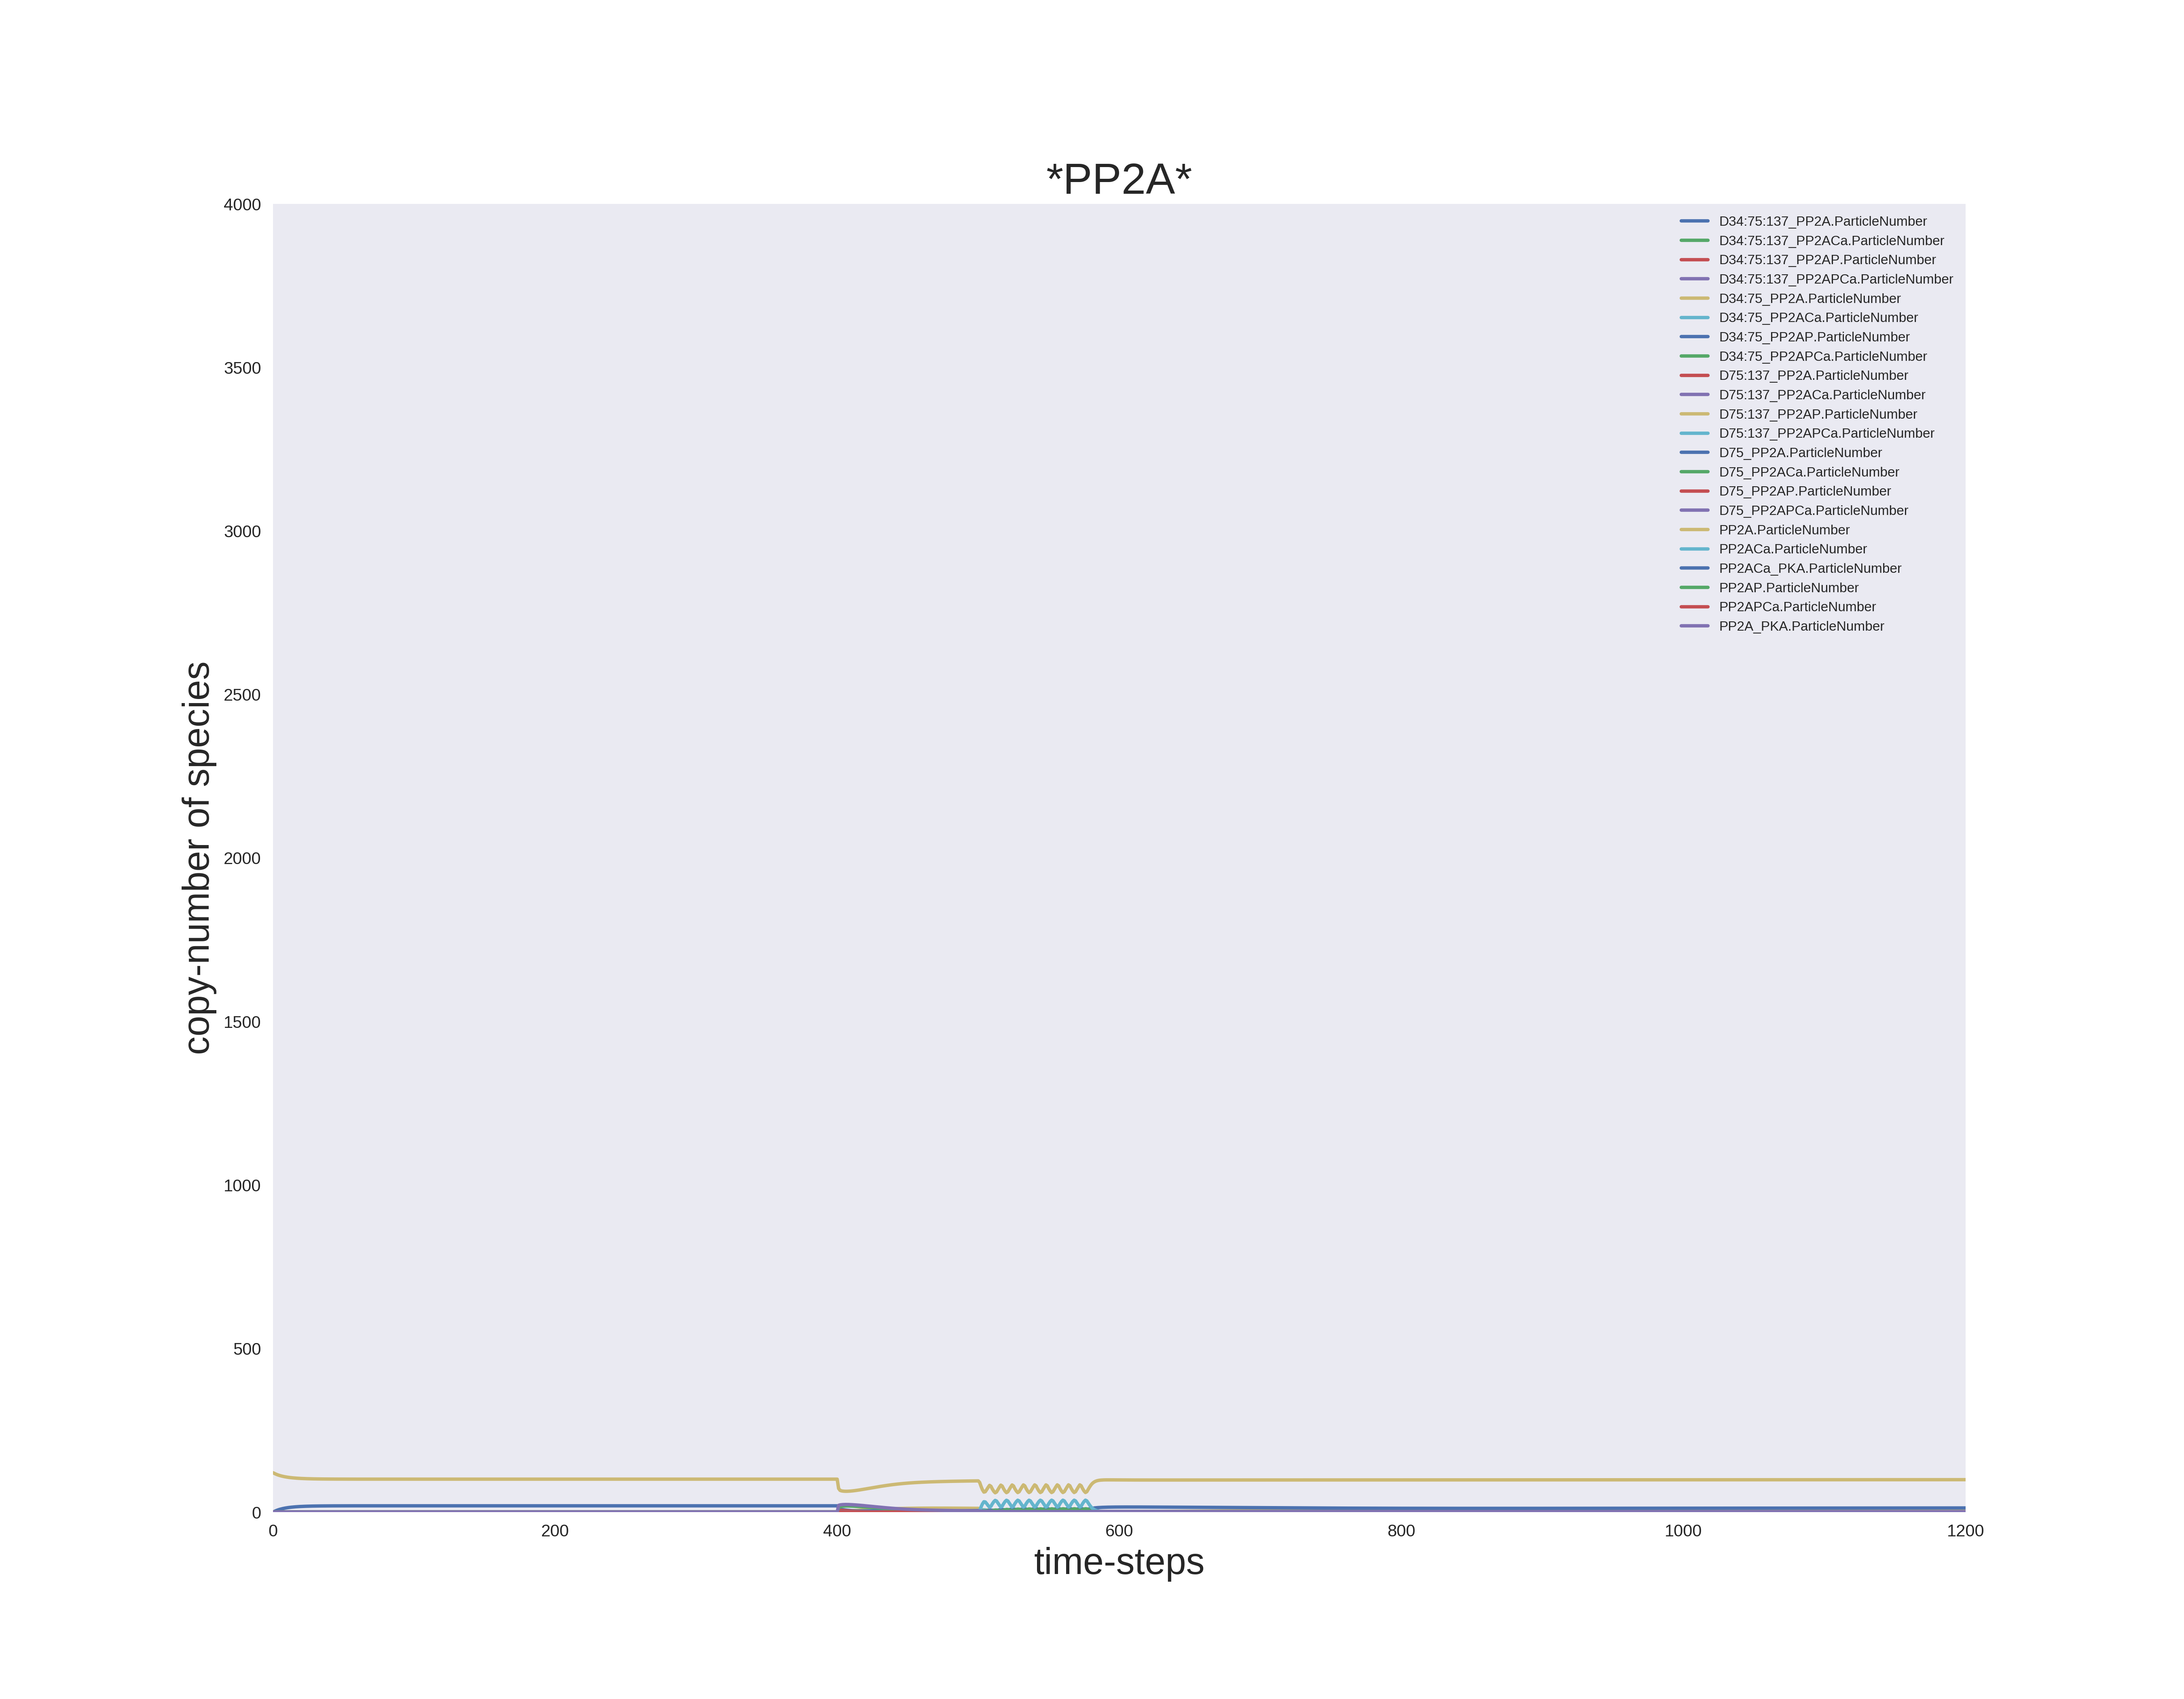 *PP2A*
4000
3500
3000
2500
2000
1500
1000
500
0
copy-number of species
D34:75:137_PP2A.ParticleNumber
D34:75:137_PP2ACa.ParticleNumber
D34:75:137_PP2AP.ParticleNumber
D34:75:137_PP2APCa.ParticleNumber
D34:75_PP2A.ParticleNumber
D34:75_PP2ACa.ParticleNumber
D34:75_PP2AP.ParticleNumber
D34:75_PP2APCa.ParticleNumber
D75:137_PP2A.ParticleNumber
D75:137_PP2ACa.ParticleNumber
D75:137_PP2AP.ParticleNumber
D75:137_PP2APCa.ParticleNumber
D75_PP2A.ParticleNumber
D75_PP2ACa.ParticleNumber
D75_PP2AP.ParticleNumber
D75_PP2APCa.ParticleNumber
PP2A.ParticleNumber
PP2ACa.ParticleNumber
PP2ACa_PKA.ParticleNumber
PP2AP.ParticleNumber
PP2APCa.ParticleNumber
PP2A_PKA.ParticleNumber
0 200 400 600 800 1000 1200
time-steps